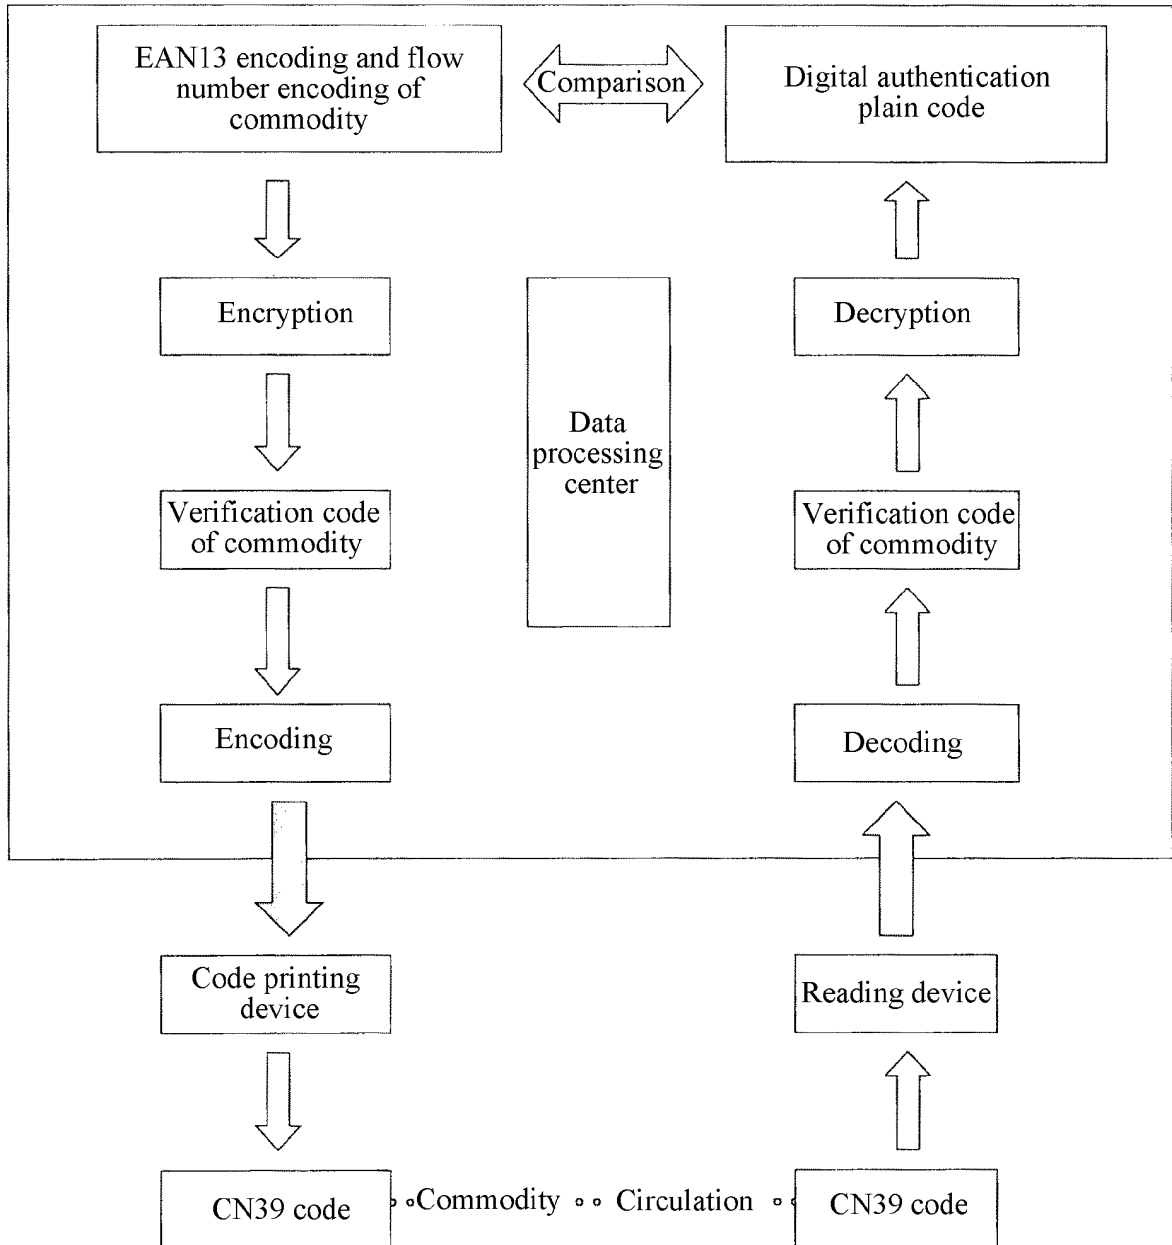 EAN13 encoding and flow
number encoding of
commodity
Comparison
Digital authentication
plain code
Encryption
Decryption
Data
processing
center
Verification code
of commodity
Verification code
of commodity
Encoding
Decoding
Code printing
device
Reading device
CN39 code
Commodity
Circulation
CN39 code